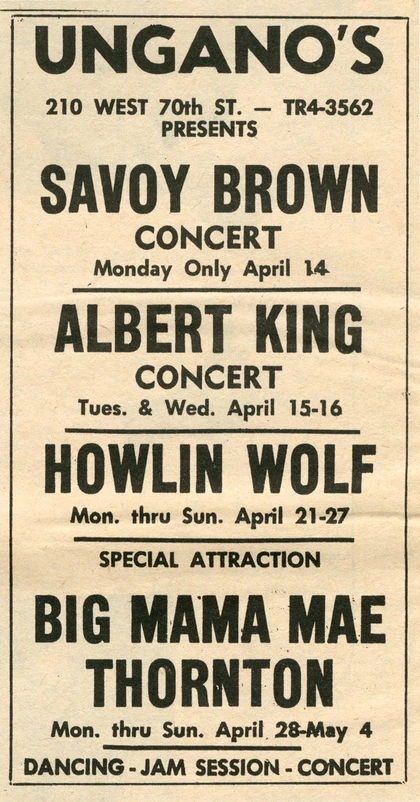 UNGANO'S
210 WEST 70th ST. — TR4-3562
PRESENTS
SAVOY BROWN
CONCERT
Monday Only April 14
ALBERT KING
CONCERT
Tues. & Wed. April 15-16
HOWLIN WOLF
Mon. thru Sun. April 21-27
SPECIAL ATTRACTION
BIG MAMA MAE
THORNTON
Mon. thru Sun. April 28-May 4
DANCING - JAM SESSION - CONCERT